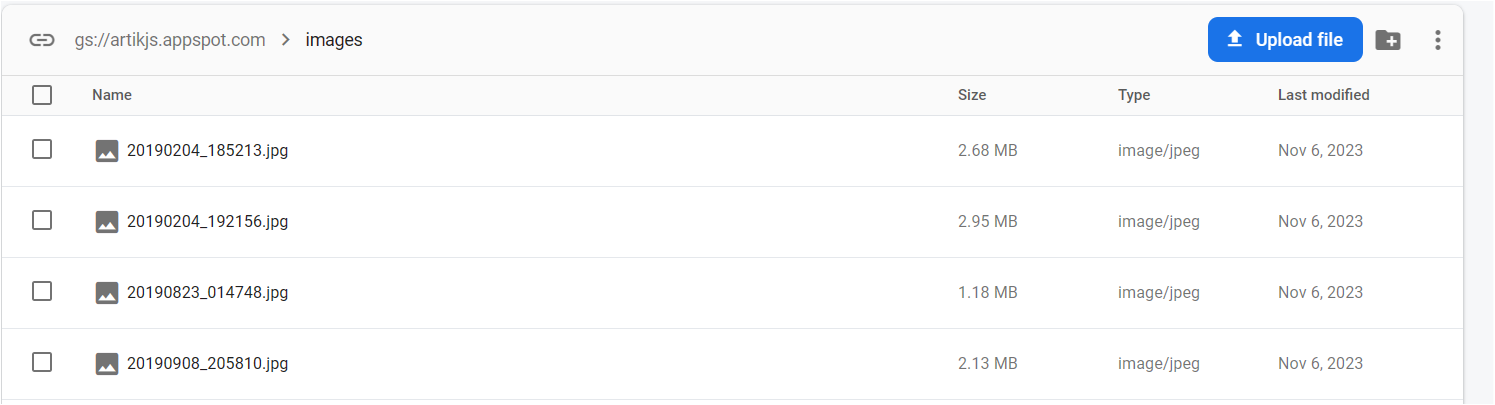 gs://artikjs.appspot.com > images Upload file
Name Size Type Last modified
20190204_185213.jpg 2.68 MB image/jpeg Nov 6, 2023
20190204_192156.jpg 2.95 MB image/jpeg Nov 6, 2023
20190823_014748.jpg 1.18 MB image/jpeg Nov 6, 2023
20190908_205810.jpg 2.13 MB image/jpeg Nov 6, 2023